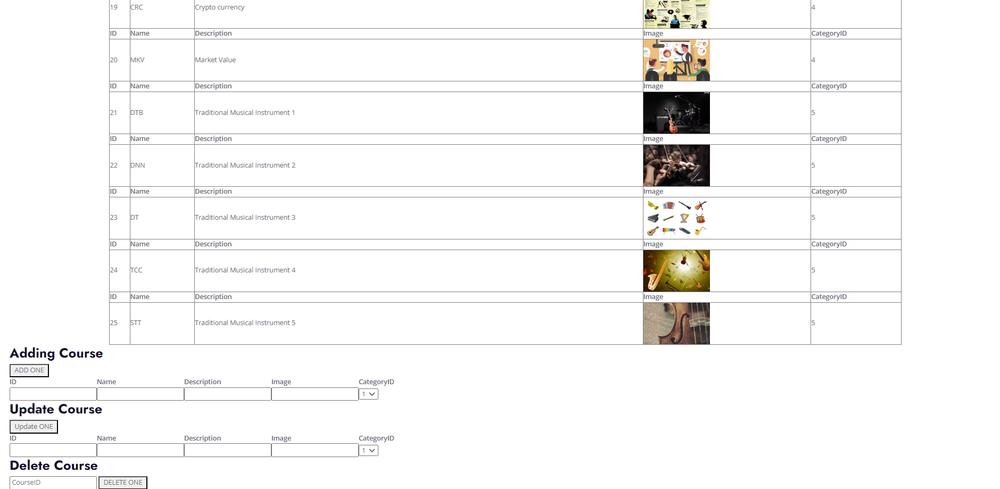 19 CRC Crypto currency 4
ID Name Description Image CategoryID
20 MKV Market Value 4
ID Name Description Image CategoryID
21 DTB Traditional Musical Instrument 1 5
ID Name Description Image CategoryID
22 DNN Traditional Musical Instrument 2 5
ID Name Description Image CategoryID
23 DT Traditional Musical Instrument 3 5
ID Name Description Image CategoryID
24 TCC Traditional Musical Instrument 4 5
ID Name Description Image CategoryID
25 STT Traditional Musical Instrument 5 5
Adding Course
ADD ONE
ID Name Description Image CategoryID
1
Update Course
Update ONE
ID Name Description Image CategoryID
1
Delete Course
CourseID DELETE ONE